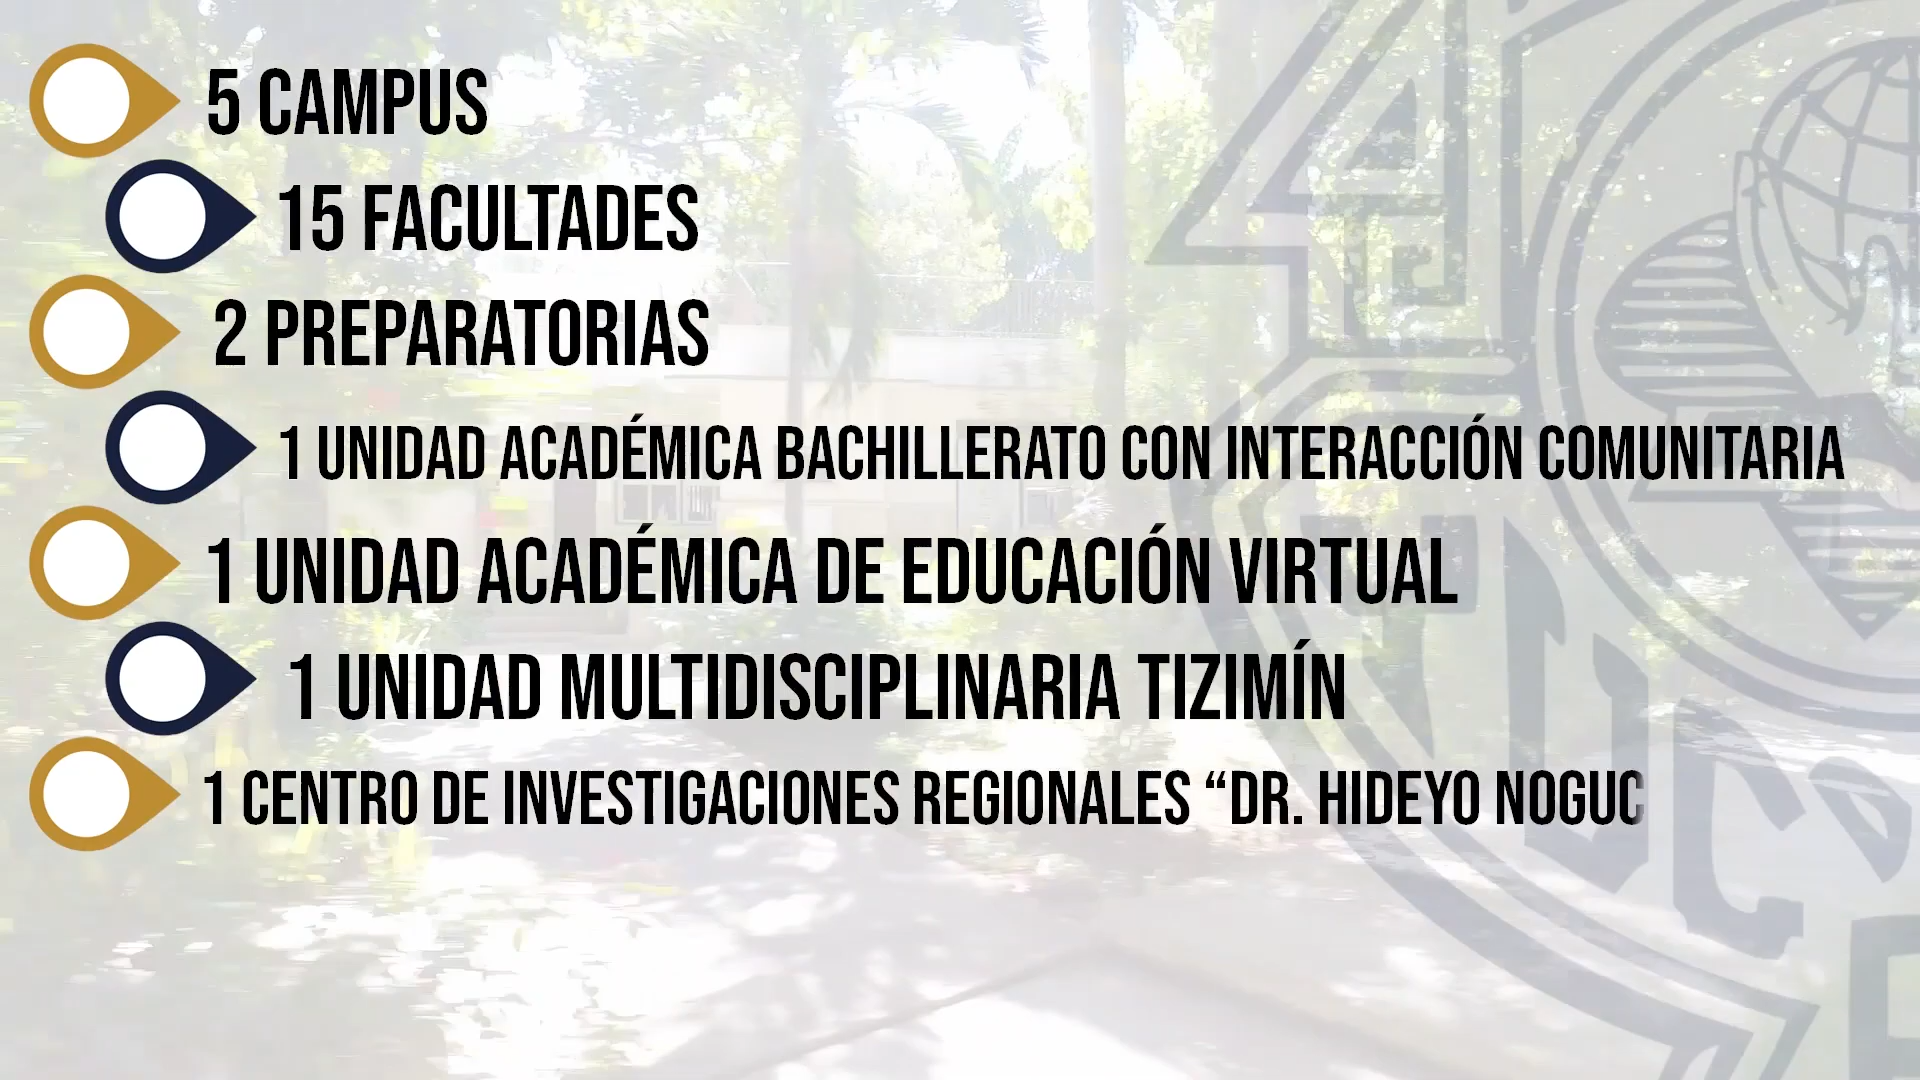 5 CAMPUS
15 FACULTADES
2 PREPARATORIAS
1 UNIDAD ACADÉMICA BACHILLERATO CON INTERACCIÓN COMUNITARIA
1 UNIDAD ACADÉMICA DE EDUCACIÓN VIRTUAL
1 UNIDAD MULTIDISCIPLINARIA TIZIMÍN
1 CENTRO DE INVESTIGACIONES REGIONALES “DR. HIDEYO NOGUC